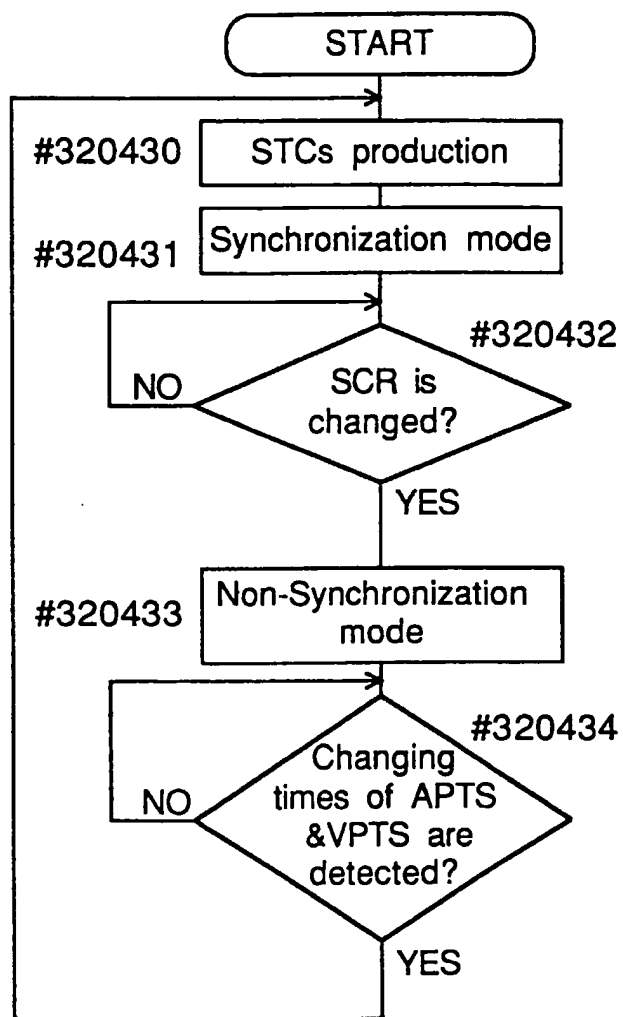 START
#320430
STCs production
#320431
Synchronization mode
#320432
SCR is
changed?
NO
YES
#320433
Non-Synchronization
mode
#320434
Changing
times of APTS
&VPTS are
detected?
NO
YES